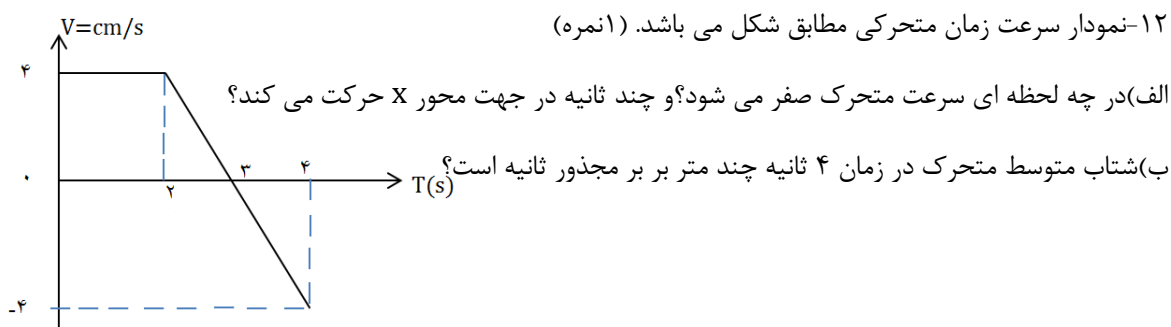 ۱۲-نمودار سرعت زمان متحرکی مطابق شکل می باشد. (۱نمره)
الف)در چه لحظه ای سرعت متحرک صفر می شود؟و چند ثانیه در جهت محور x حرکت می کند؟
ب)شتاب متوسط متحرک در زمان ۴ ثانیه چند متر بر بر مجذور ثانیه است؟
V=cm/s
۴
۰
۲
۳
۴
T(s)
-۴